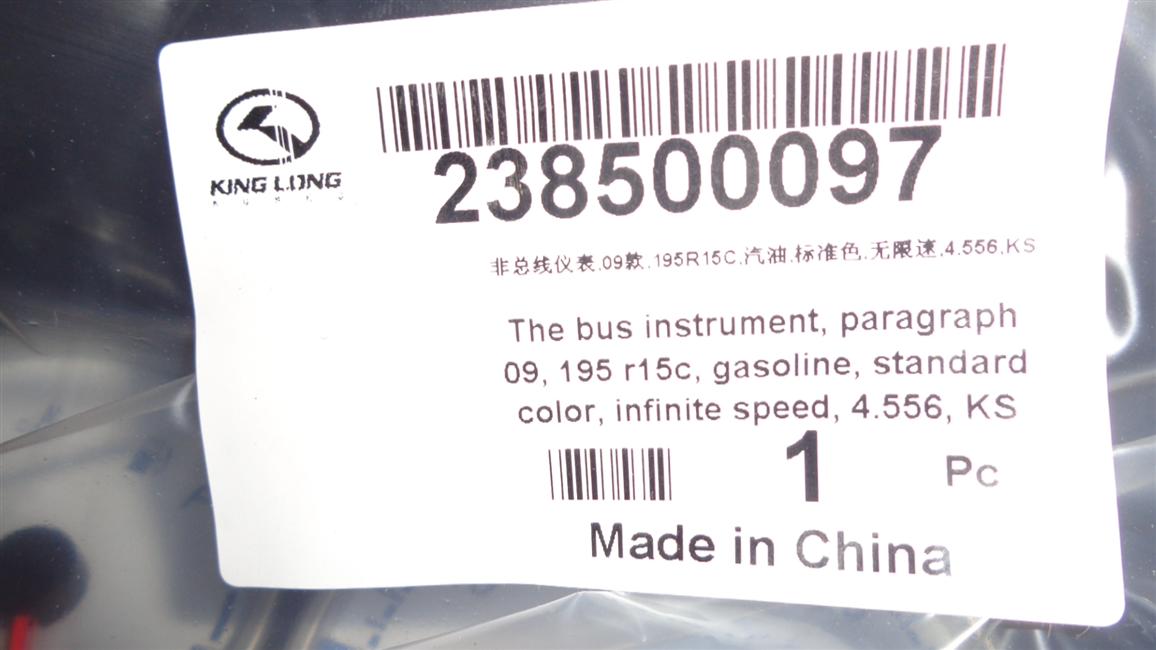 KING LONG
238500097
非总线仪表,09款,195R15C,汽油,标准色,无限速,4.556,KS
The bus instrument, paragraph
09, 195 r15c, gasoline, standard
color, infinite speed, 4.556, KS
1 Pc
Made in China